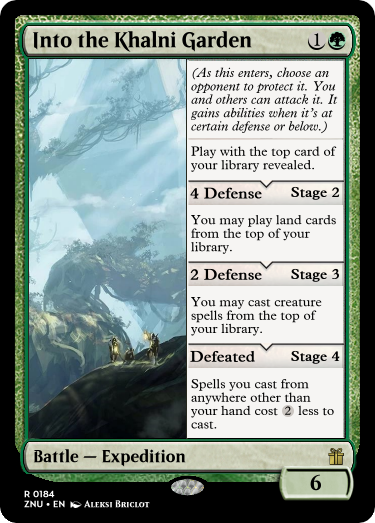 Into the Khalni Garden 1
(As this enters, choose an
opponent to protect it. You
and others can attack it. It
gains abilities when at
certain defense or below.)
Play with the top card of
your library revealed.
4 Defense Stage 2
You may play land cards
from the top of your
library.
2 Defense Stage 3
You may cast creature
spells from the top of
your library.
Defeated Stage 4
Spells you cast from
anywhere other than
your hand cost 2 less to
cast.
Battle — Expedition
6
R 0184
ZNU • EN Aleksi Briclot